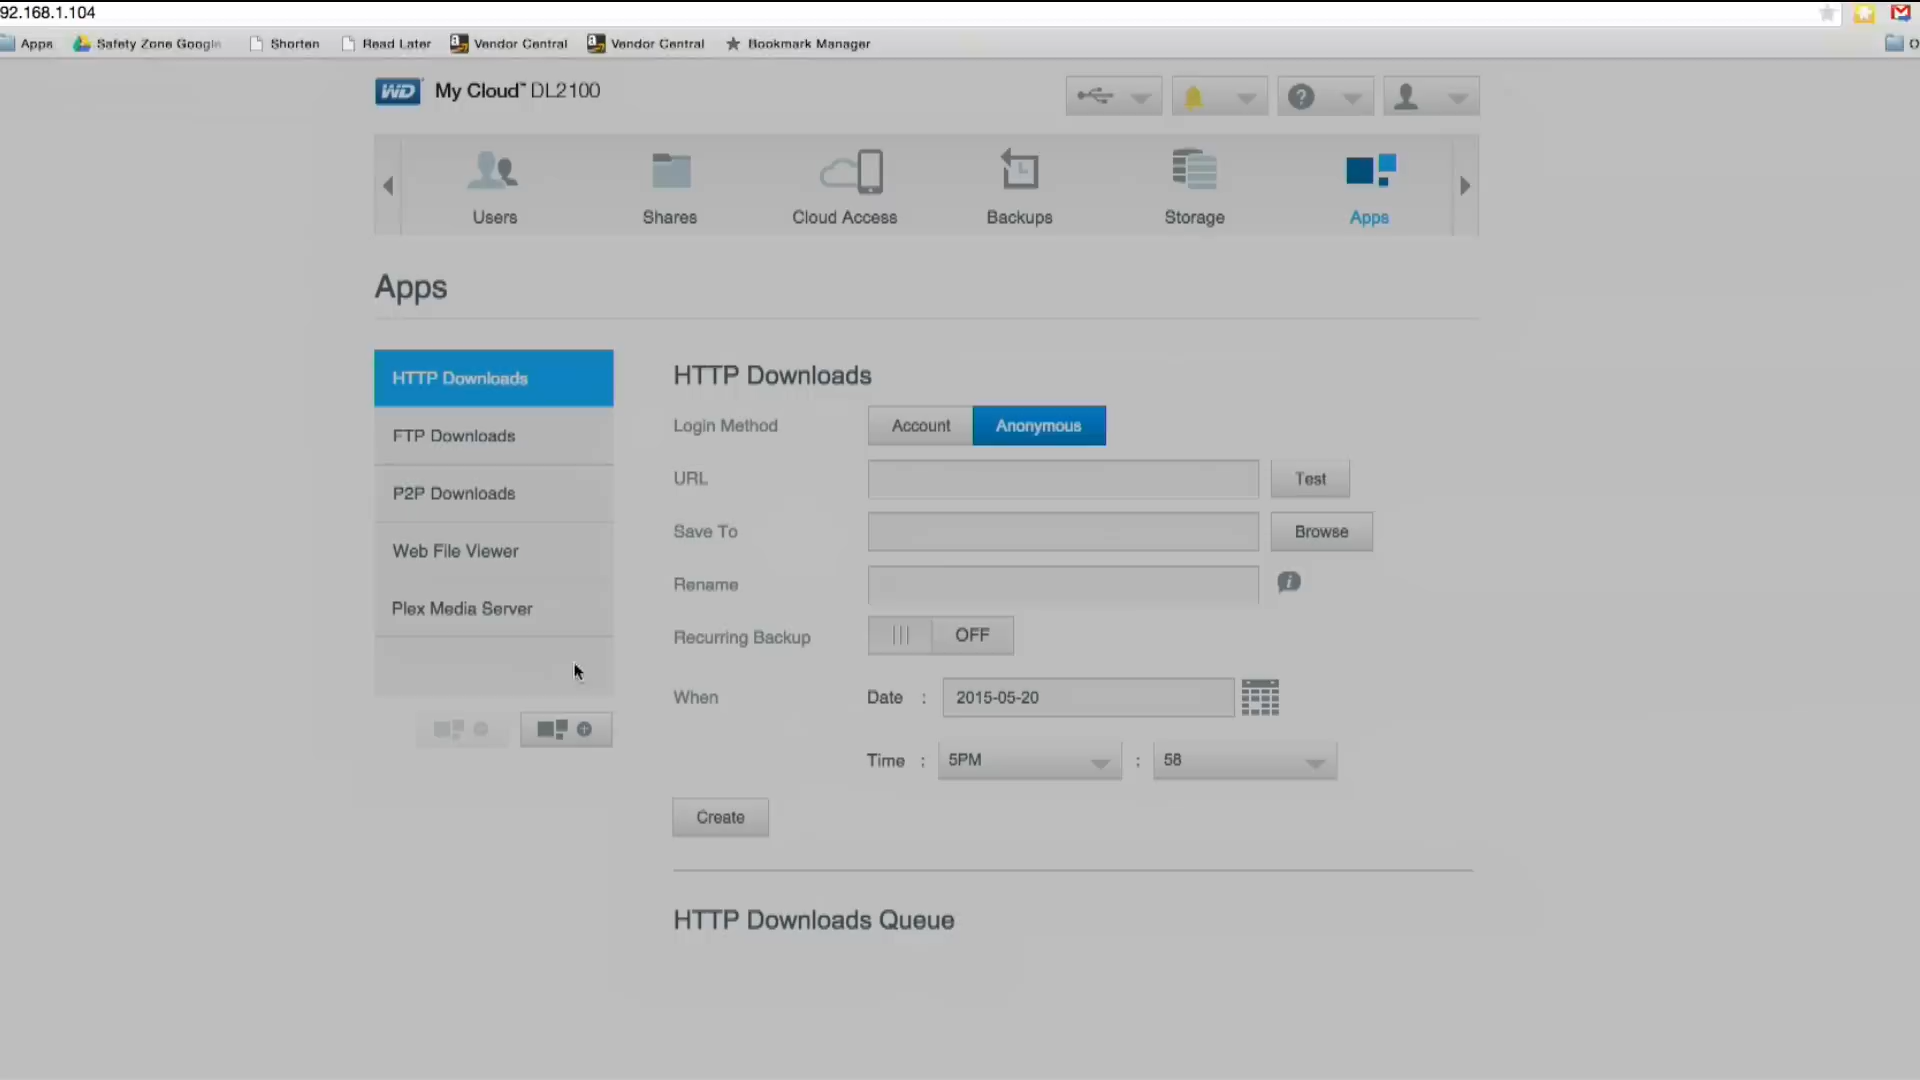 92.168.1.104
Apps Safety Zone Google Shorten Read Later Vendor Central Vendor Central Bookmark Manager
WD My Cloud™ DL2100
Users Shares Cloud Access Backups Storage Apps
Apps
HTTP Downloads
FTP Downloads
P2P Downloads
Web File Viewer
Plex Media Server
HTTP Downloads
Login Method Account Anonymous
URL Test
Save To Browse
Rename
Recurring Backup OFF
When Date : 2015-05-20
Time : 5PM : 58
Create
HTTP Downloads Queue